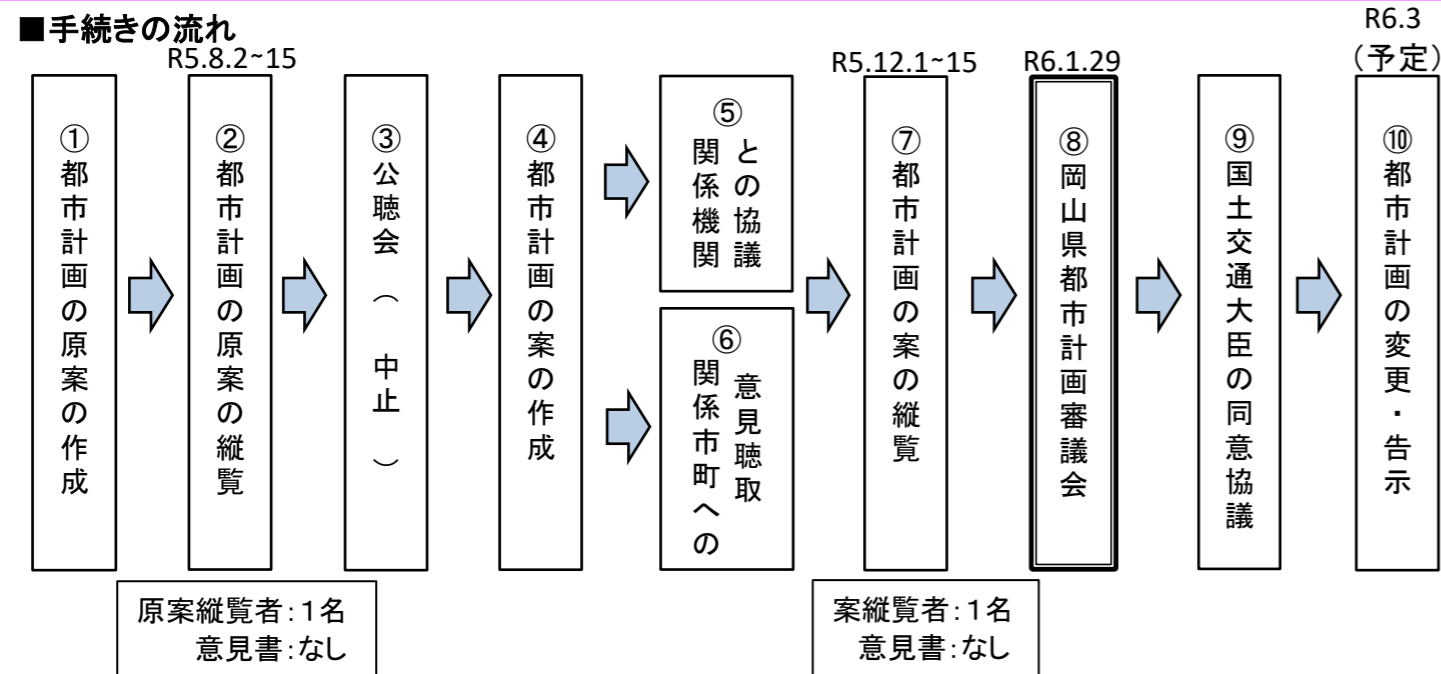 ■手続きの流れ
R5.8.2~15
R5.12.1~15
R6.1.29
R6.3
（予定）
①都市計画の原案の作成
②都市計画の原案の縦覧
③公聴会（中止）
④都市計画の案の作成
⑤
関係機関
との協議
⑥
関係市町への
意見聴取
⑦都市計画の案の縦覧
⑧岡山県都市計画審議会
⑨国土交通大臣の同意協議
⑩都市計画の変更・告示
原案縦覧者：１名
意見書：なし
案縦覧者：１名
意見書：なし